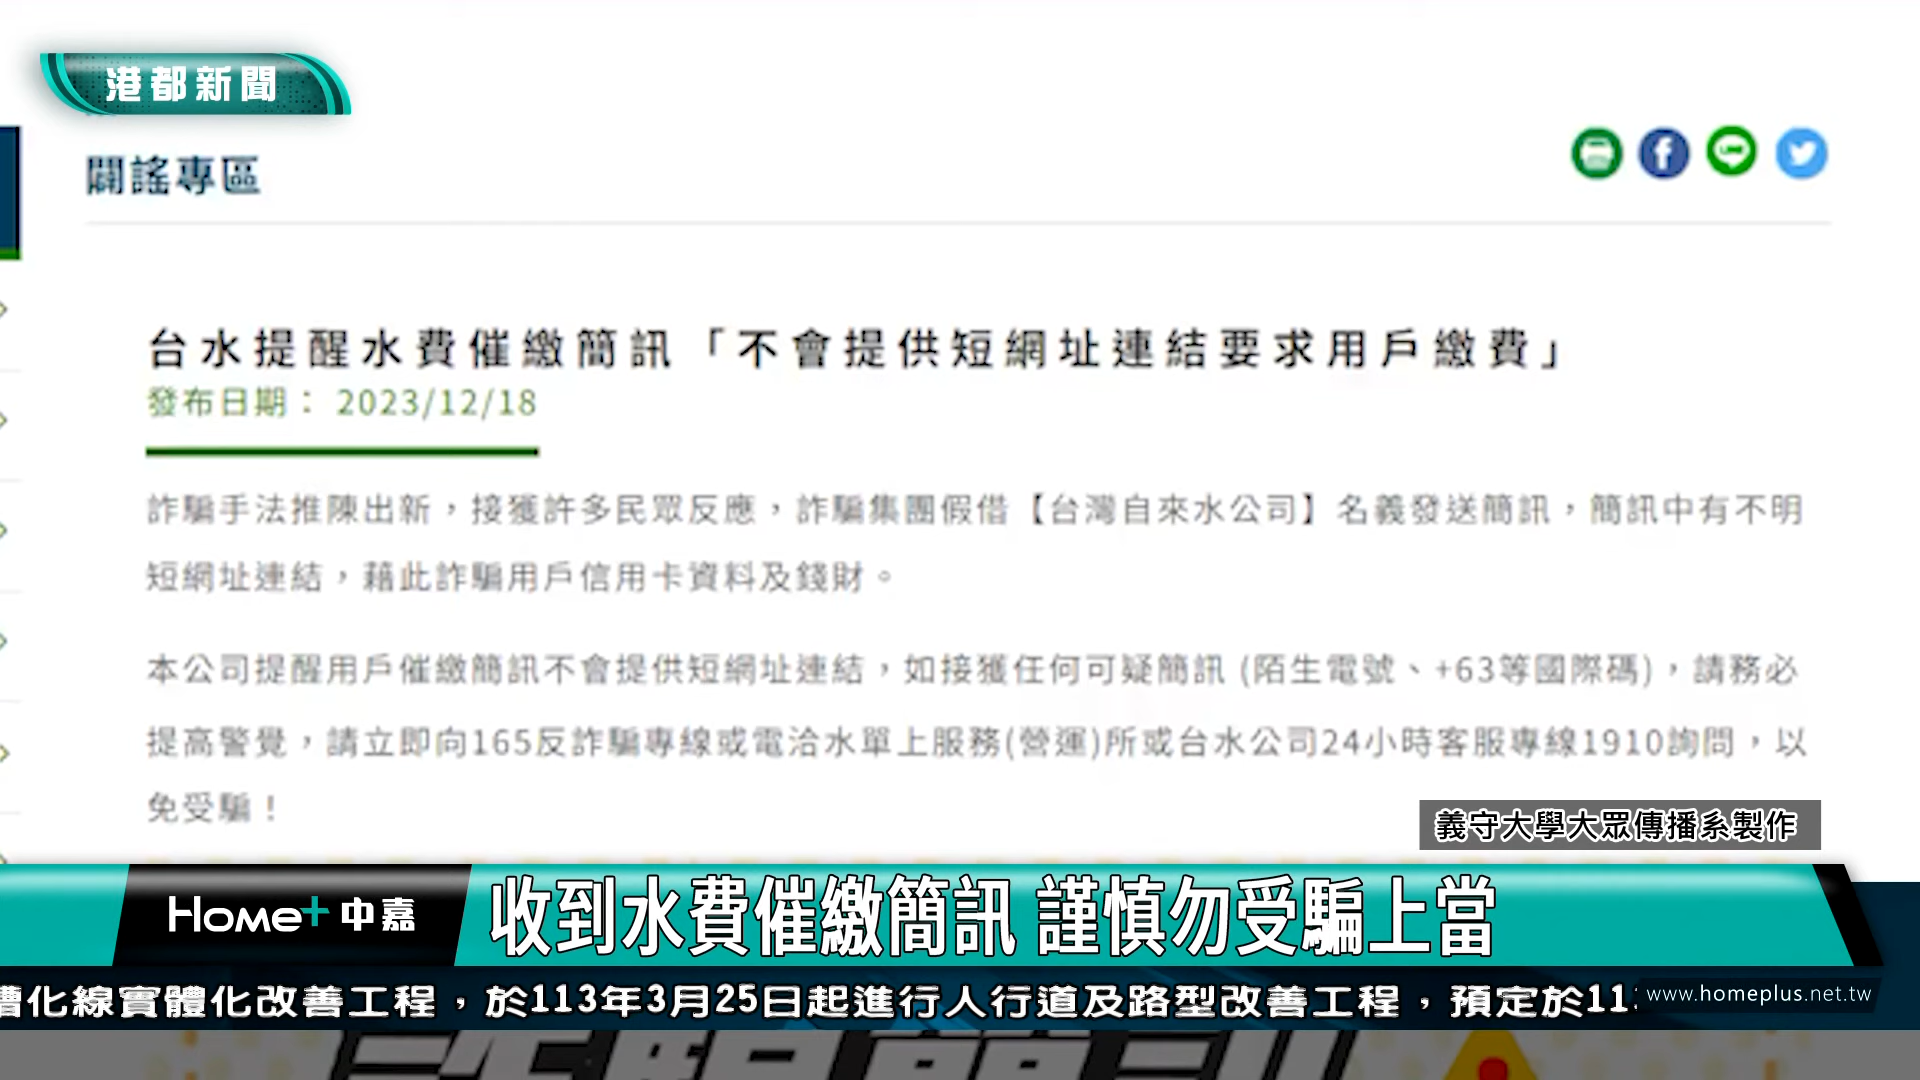 港都新聞
闢謠專區
台水提醒水費催繳簡訊「不會提供短網址連結要求用戶繳費」
發布日期： 2023/12/18
詐騙手法推陳出新，接獲許多民眾反應，詐騙集團假借【台灣自來水公司】名義發送簡訊，簡訊中有不明
短網址連結，藉此詐騙用戶信用卡資料及錢財。
本公司提醒用戶催繳簡訊不會提供短網址連結，如接獲任何可疑簡訊 (陌生電號、+63等國際碼)，請務必
提高警覺，請立即向165反詐騙專線或電洽水單上服務(營運)所或台水公司24小時客服專線1910詢問，以
免受騙！
義守大學大眾傳播系製作
Home+ 中嘉
收到水費催繳簡訊 謹慎勿受騙上當
槽化線實體化改善工程，於113年3月25日起進行人行道及路型改善工程，預定於11
www.homeplus.net.tw